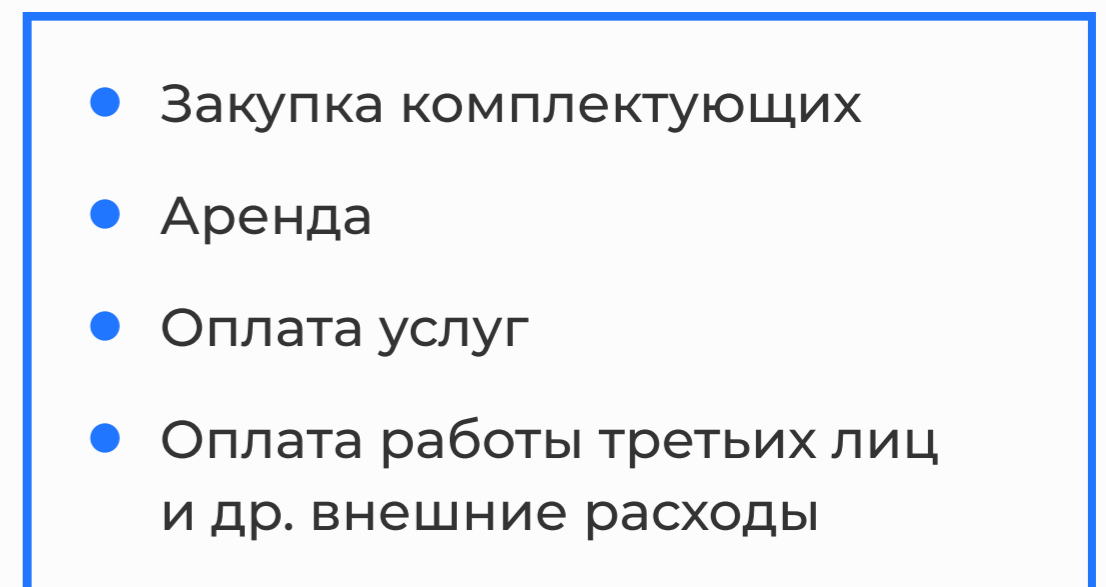 Закупка комплектующих
Аренда
Оплата услуг
Оплата работы третьих лиц
и др. внешние расходы